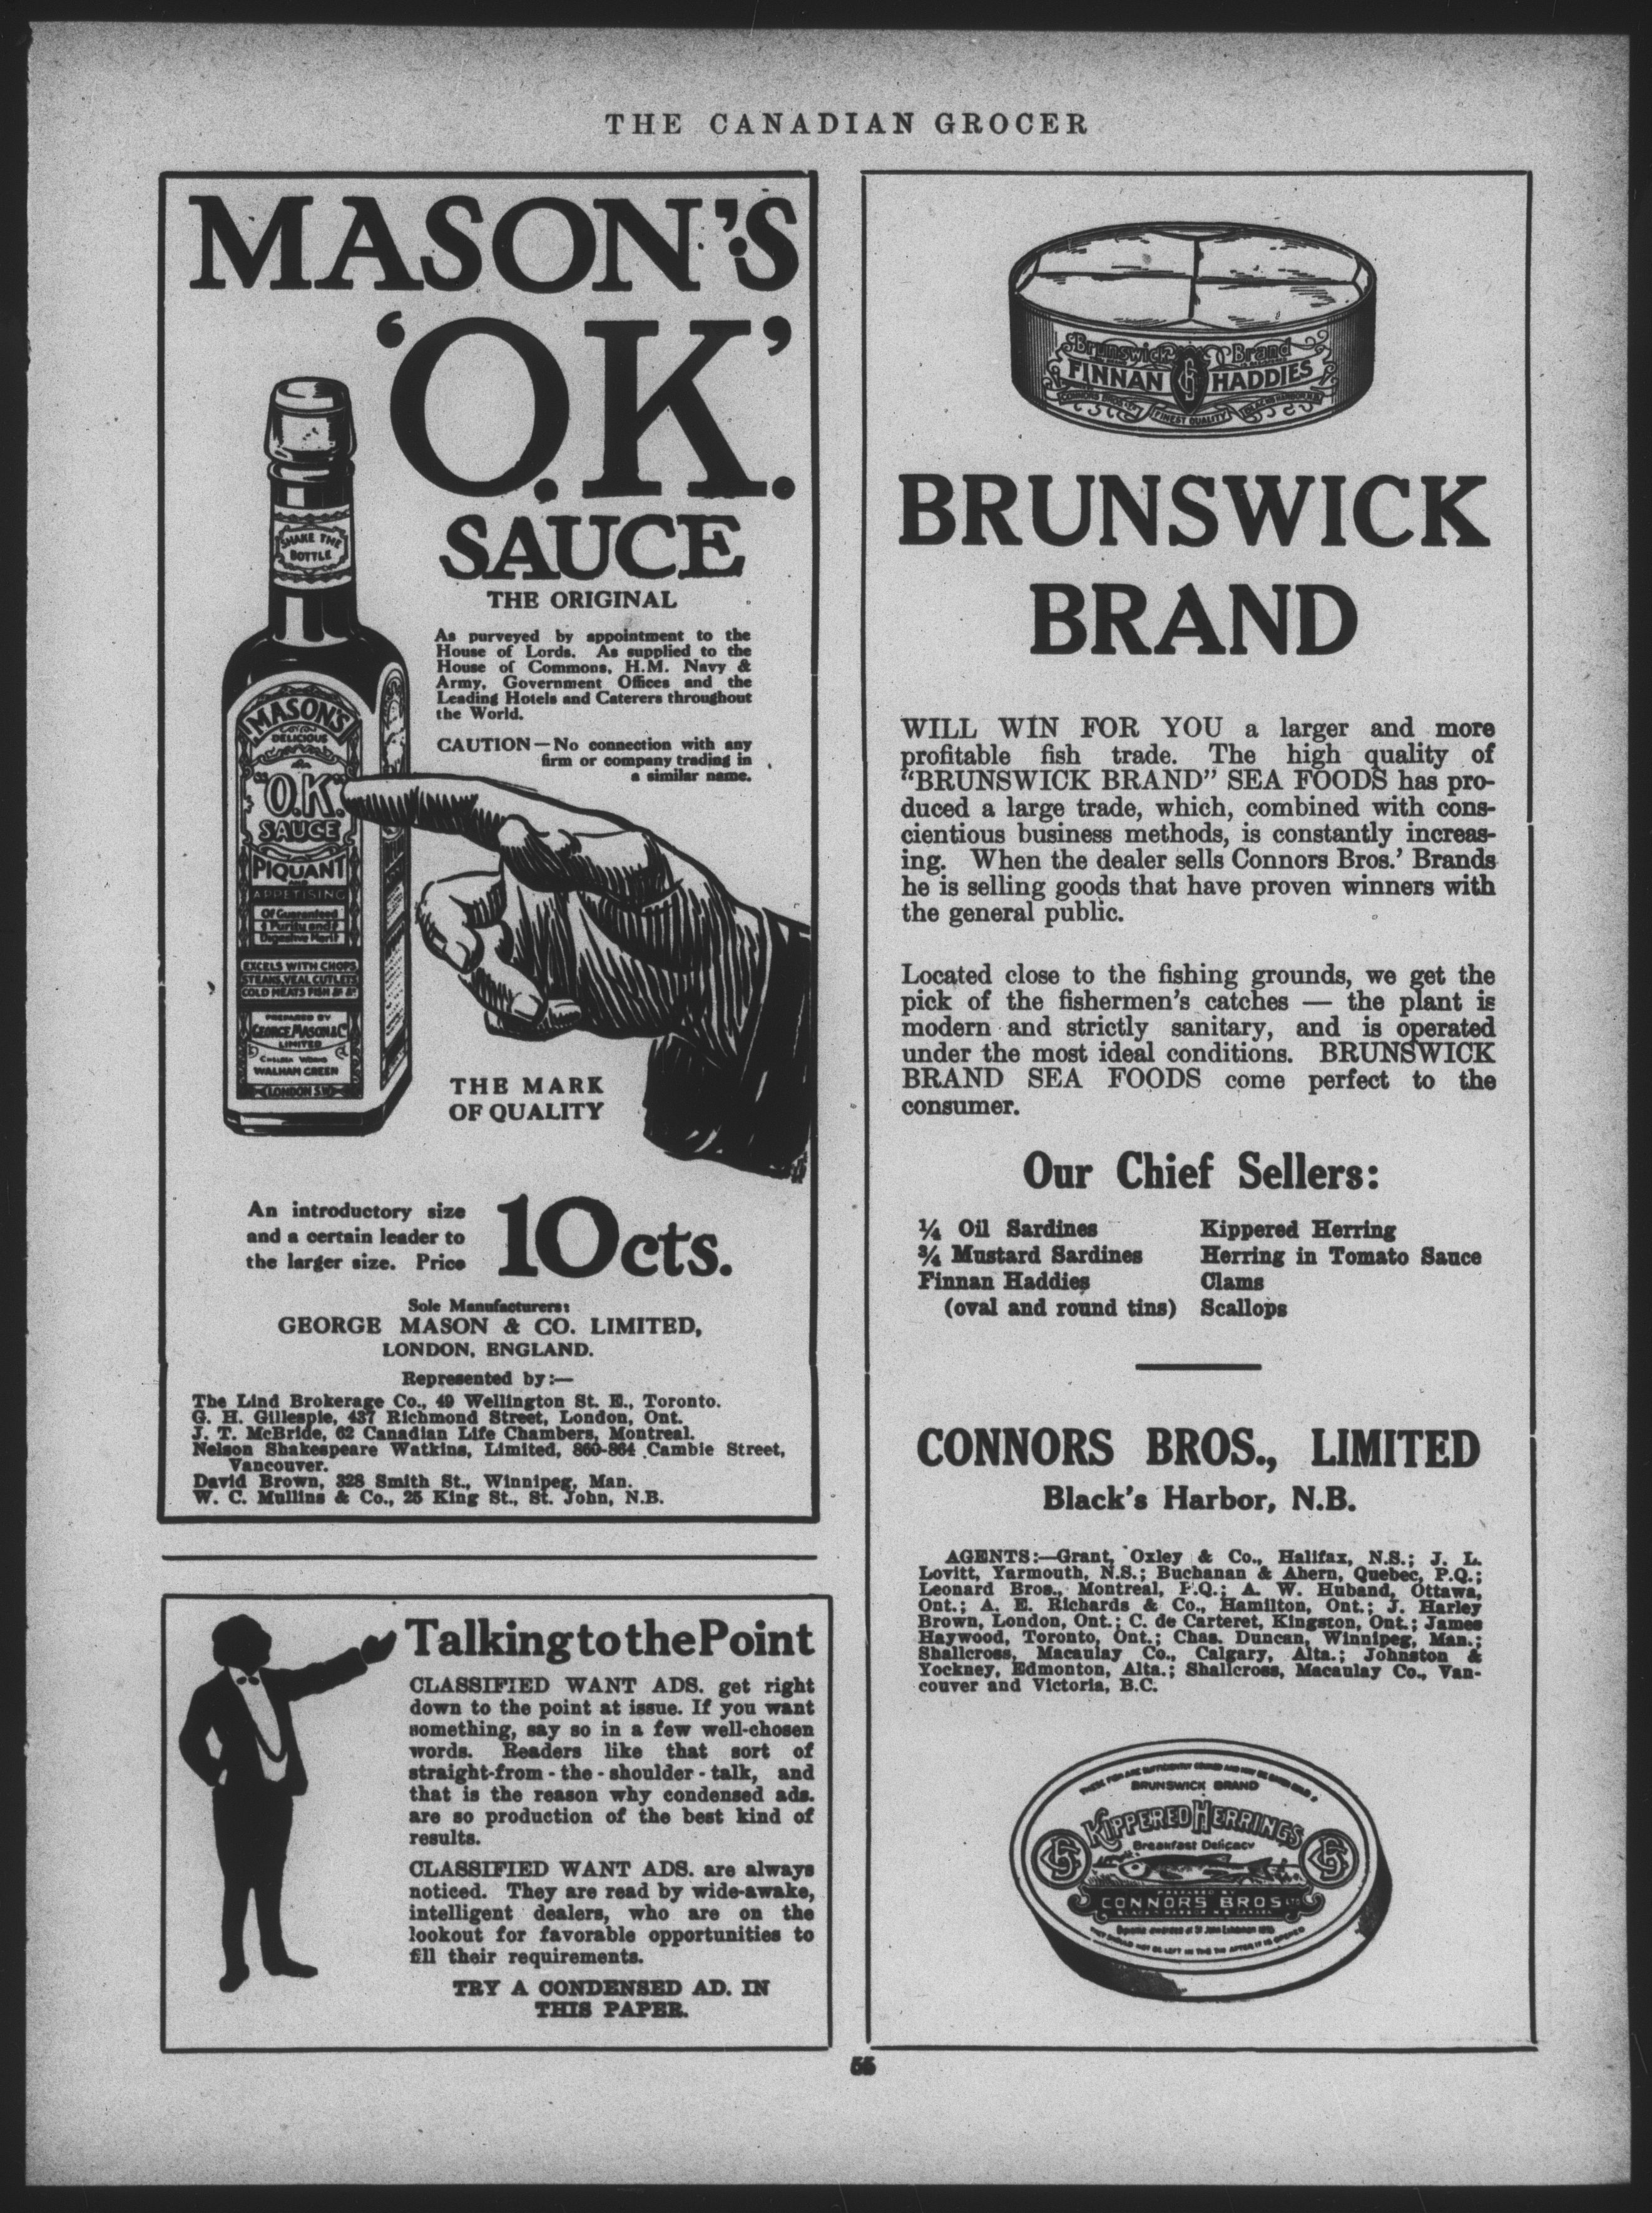 THE CANADIAN GROCER
MASON'S
'O.K.'
SAUCE
THE ORIGINAL
As purveyed by appointment to the
House of Lords. As supplied to the
House of Commons, H.M. Navy &
Army, Government Offices and the
Leading Hotels and Caterers throughout
the World.
CAUTION—No connection with any
firm or company trading in
a similar name.
SHAKE THE
BOTTLE
MASON'S
DELICIOUS
"O.K."
SAUCE
PIQUANT
AND
APPETISING
Of Guaranteed
Purity and
Digestive Merit
EXCELS WITH CHOPS
STEAKS, VEAL CUTLETS
COLD MEATS FISH &c &c
PREPARED BY
GEORGE MASON & Co
LIMITED
CHELSEA WORKS
WALHAM GREEN
LONDON S.W.
THE MARK
OF QUALITY
An introductory size
and a certain leader to
the larger size. Price
10cts.
Sole Manufacturers:
GEORGE MASON & CO. LIMITED,
LONDON, ENGLAND.
Represented by:—
The Lind Brokerage Co., 49 Wellington St. E., Toronto.
G. H. Gillespie, 437 Richmond Street, London, Ont.
J. T. McBride, 62 Canadian Life Chambers, Montreal.
Nelson Shakespeare Watkins, Limited, 860-864 Cambie Street,
Vancouver.
David Brown, 328 Smith St., Winnipeg, Man.
W. C. Mullins & Co., 25 King St., St. John, N.B.
Talking to the Point
CLASSIFIED WANT ADS. get right
down to the point at issue. If you want
something, say so in a few well-chosen
words. Readers like that sort of
straight-from-the-shoulder-talk, and
that is the reason why condensed ads.
are so production of the best kind of
results.
CLASSIFIED WANT ADS. are always
noticed. They are read by wide-awake,
intelligent dealers, who are on the
lookout for favorable opportunities to
fill their requirements.
TRY A CONDENSED AD. IN
THIS PAPER.
Brunswick Brand
FINNAN HADDIES
CONNORS BROS LTD
FINEST QUALITY
BLACKS HARBOR N.B.
BRUNSWICK
BRAND
WILL WIN FOR YOU a larger and more
profitable fish trade. The high quality of
"BRUNSWICK BRAND" SEA FOODS has pro-
duced a large trade, which, combined with cons-
cientious business methods, is constantly increas-
ing. When the dealer sells Connors Bros.' Brands
he is selling goods that have proven winners with
the general public.
Located close to the fishing grounds, we get the
pick of the fishermen's catches — the plant is
modern and strictly sanitary, and is operated
under the most ideal conditions. BRUNSWICK
BRAND SEA FOODS come perfect to the
consumer.
Our Chief Sellers:
¼ Oil Sardines
¾ Mustard Sardines
Finnan Haddies
(oval and round tins)
Kippered Herring
Herring in Tomato Sauce
Clams
Scallops
CONNORS BROS., LIMITED
Black's Harbor, N.B.
AGENTS:—Grant, Oxley & Co., Halifax, N.S.; J. L.
Lovitt, Yarmouth, N.S.; Buchanan & Ahern, Quebec, P.Q.;
Leonard Bros., Montreal, P.Q.; A. W. Huband, Ottawa,
Ont.; A. E. Richards & Co., Hamilton, Ont.; J. Harley
Brown, London, Ont.; C. de Carteret, Kingston, Ont.; James
Haywood, Toronto, Ont.; Chas. Duncan, Winnipeg, Man.;
Shallcross, Macaulay Co., Calgary, Alta.; Johnston &
Yockney, Edmonton, Alta.; Shallcross, Macaulay Co., Van-
couver and Victoria, B.C.
BRUNSWICK BRAND
KIPPERED HERRINGS
Breakfast Delicacy
PREPARED BY
CONNORS BROS LTD
55